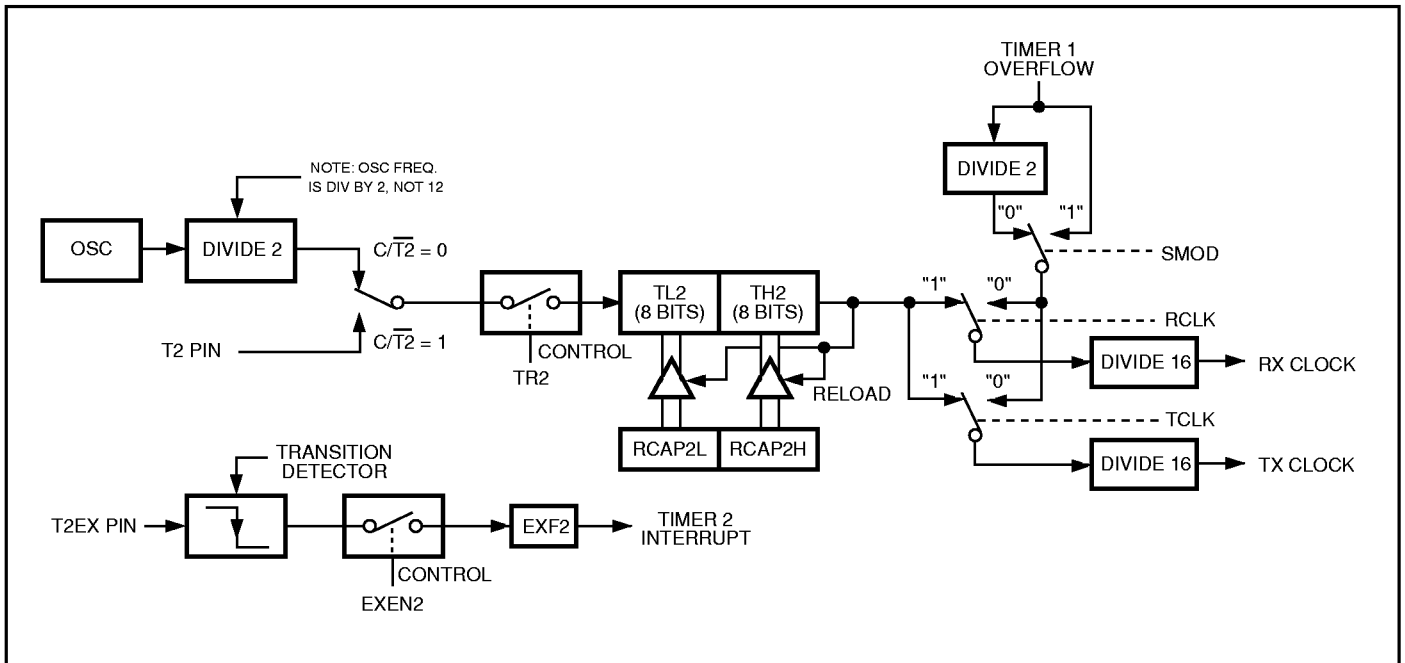 TIMER 1
OVERFLOW
NOTE: OSC FREQ.
IS DIV BY 2, NOT 12
DIVIDE 2
"0"
"1"
OSC
DIVIDE 2
C/T2̅ = 0
SMOD
TL2
(8 BITS)
TH2
(8 BITS)
"1"
"0"
RCLK
T2 PIN
C/T2̅ = 1
CONTROL
TR2
DIVIDE 16
RX CLOCK
RELOAD
"1"
"0"
TCLK
RCAP2L
RCAP2H
TRANSITION
DETECTOR
DIVIDE 16
TX CLOCK
T2EX PIN
EXF2
TIMER 2
INTERRUPT
CONTROL
EXEN2